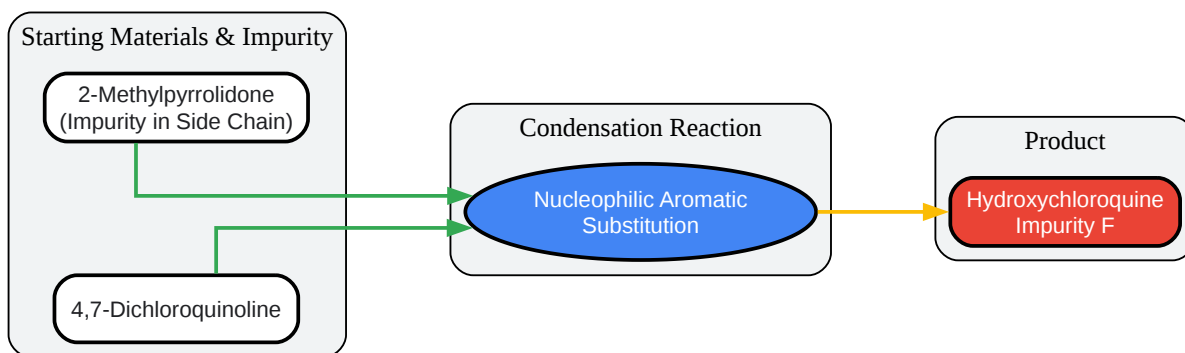 Starting Materials & Impurity
2-Methylpyrrolidone
(Impurity in Side Chain)
4,7-Dichloroquinoline
Condensation Reaction
Nucleophilic Aromatic
Substitution
Product
Hydroxychloroquine
Impurity F